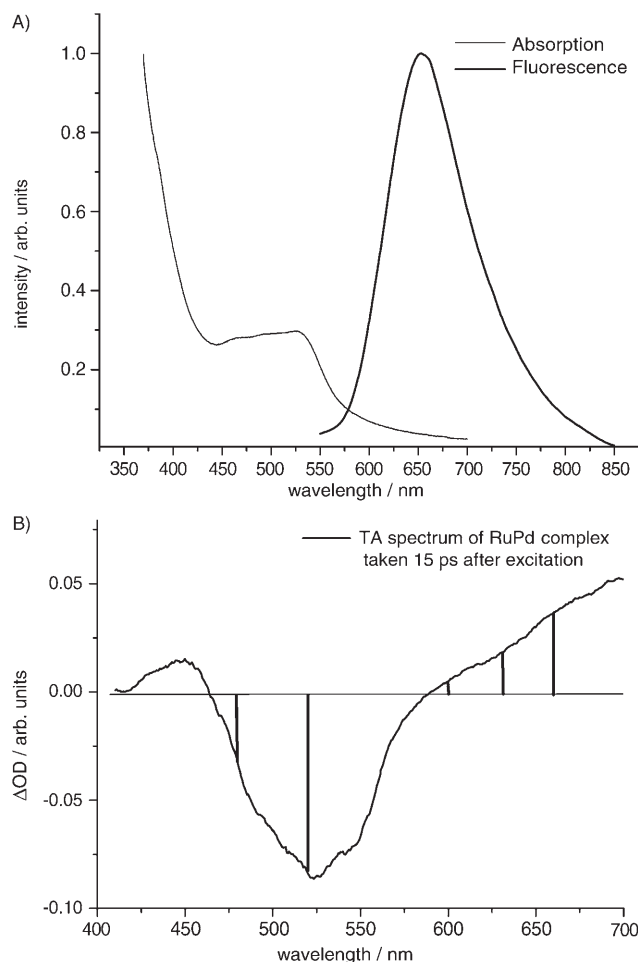 A)
Absorption
Fluorescence
1.0
0.8
0.6
0.4
0.2
intensity / arb. units
350 400 450 500 550 600 650 700 750 800 850
wavelength / nm
B)
TA spectrum of RuPd complex
taken 15 ps after excitation
0.05
0.00
-0.05
-0.10
ΔOD / arb. units
400 450 500 550 600 650 700
wavelength / nm